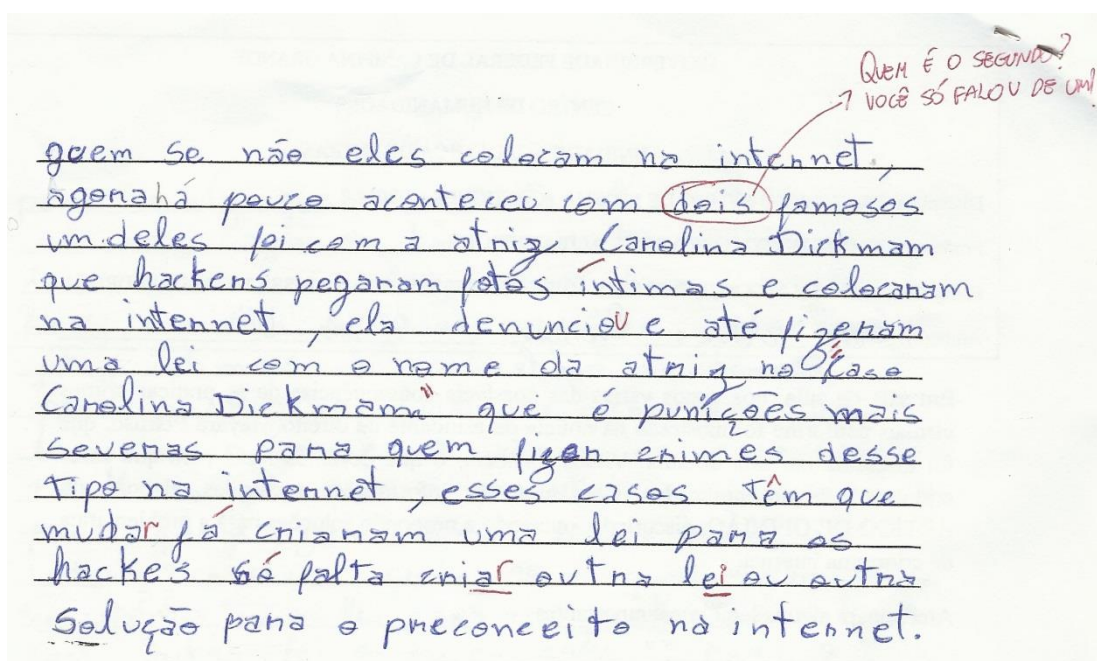 QUEM É O SEGUNDO?
VOCÊ SÓ FALOU DE UM!
guem se não eles colocam na internet,
agora há pouco aconteceu com dois famosos
um deles foi com a atriz Carolina Dickmam
que hackers pegaram fotos íntimas e colocaram
na internet, ela denunciou e até fizeram
uma lei com o nome da atriz no "caso
Carolina Dickmam" que é punições mais
severas para quem fizer crimes desse
tipo na internet, esses casos têm que
mudar já criaram uma lei para os
hackes só falta criar outra lei ou outra
solução para o preconceito na internet.